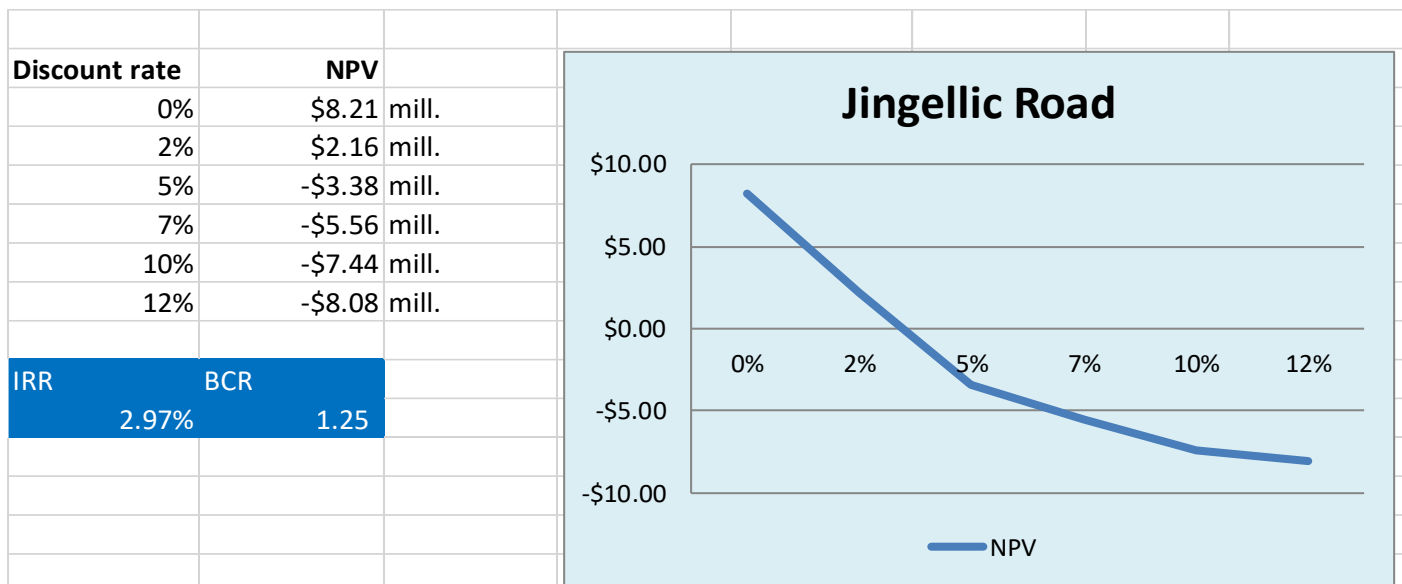 Discount rate NPV
0% $8.21 mill.
2% $2.16 mill.
5% -$3.38 mill.
7% -$5.56 mill.
10% -$7.44 mill.
12% -$8.08 mill.
IRR BCR
2.97% 1.25
Jingellic Road
$10.00
$5.00
$0.00
0% 2% 5% 7% 10% 12%
-$5.00
-$10.00
NPV